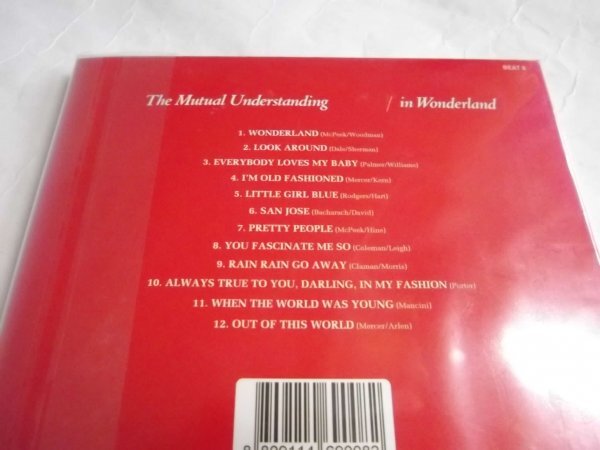 BEAT 8
The Mutual Understanding / in Wonderland
1. WONDERLAND (McPeek/Woodman)
2. LOOK AROUND (Dale/Sherman)
3. EVERYBODY LOVES MY BABY (Palmer/Williams)
4. I'M OLD FASHIONED (Mercer/Kern)
5. LITTLE GIRL BLUE (Rodgers/Hart)
6. SAN JOSE (Bacharach/David)
7. PRETTY PEOPLE (McPeek/Hins)
8. YOU FASCINATE ME SO (Coleman/Leigh)
9. RAIN RAIN GO AWAY (Claman/Morris)
10. ALWAYS TRUE TO YOU, DARLING, IN MY FASHION (Porter)
11. WHEN THE WORLD WAS YOUNG (Mancini)
12. OUT OF THIS WORLD (Mercer/Arlen)